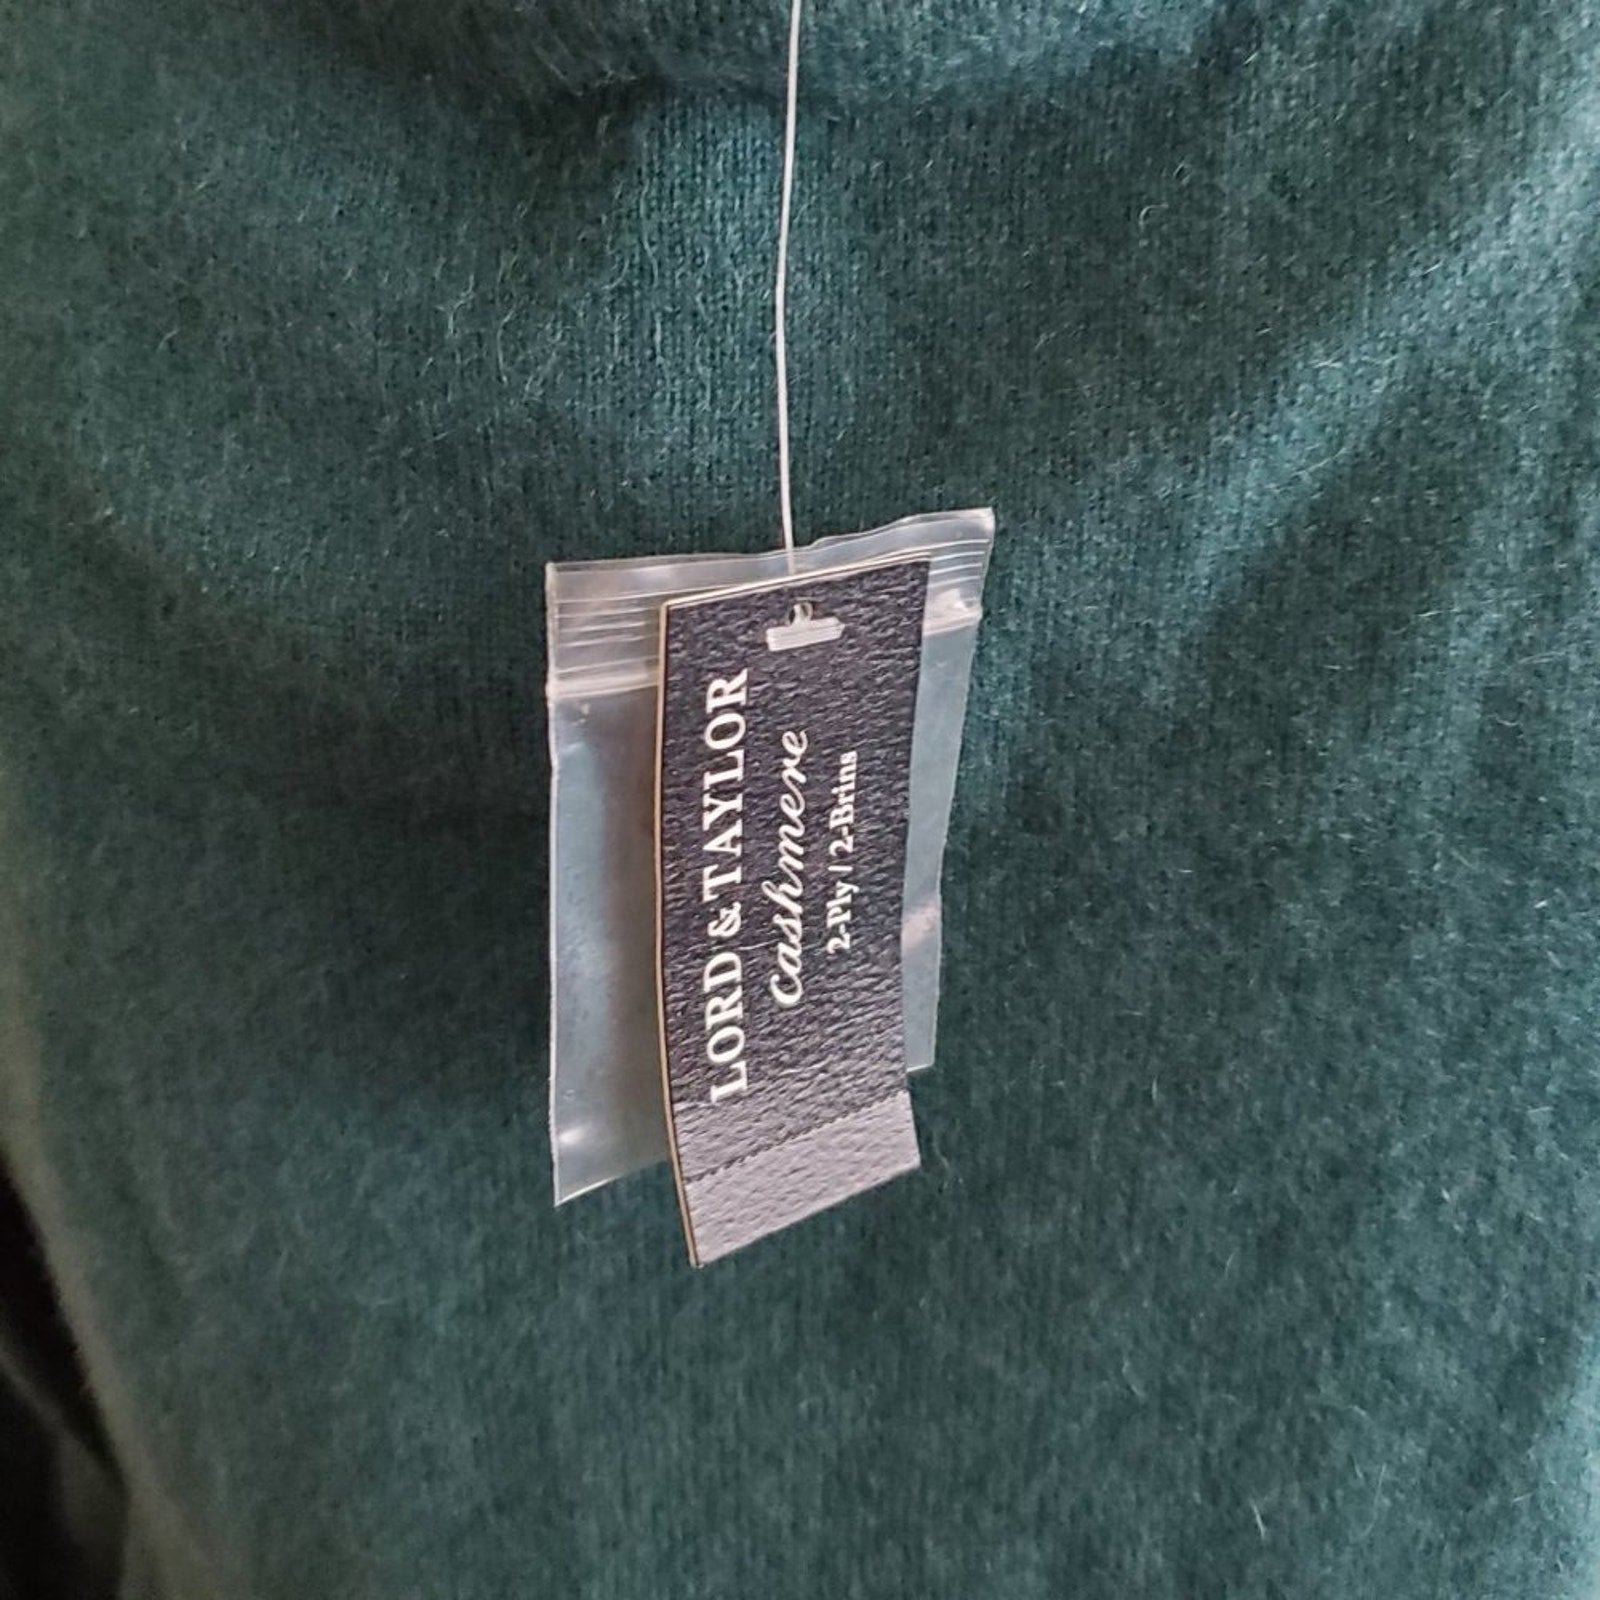 LORD & TAYLOR
cashmere
2-Ply / 2-Brins